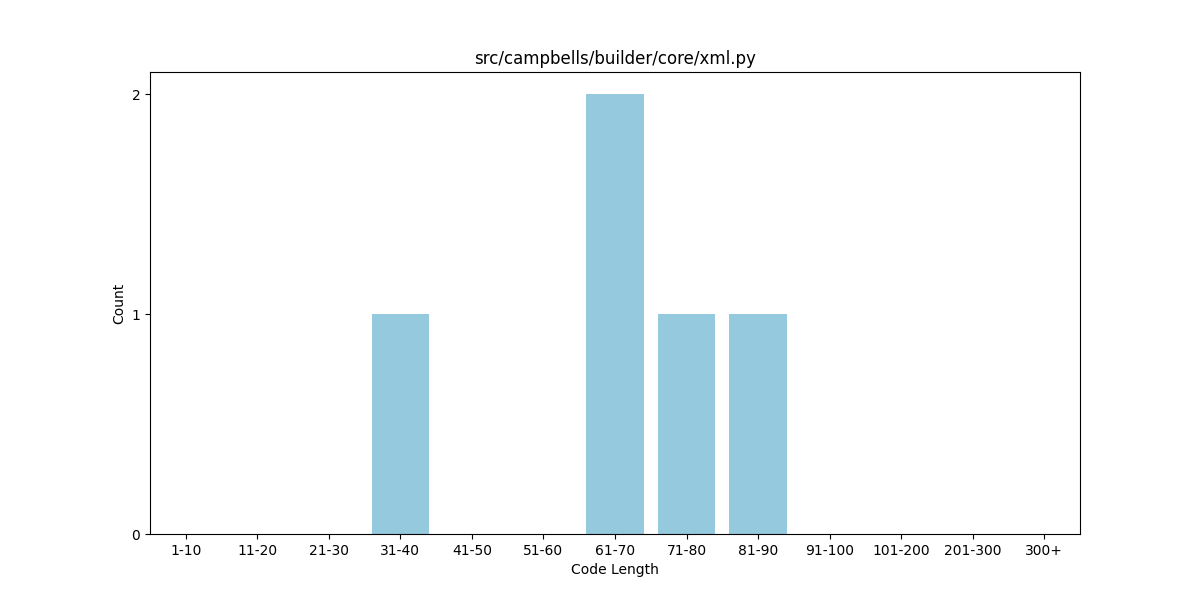 src/campbells/builder/core/xml.py
2
1
0
Count
1-10 11-20 21-30 31-40 41-50 51-60 61-70 71-80 81-90 91-100 101-200 201-300 300+
Code Length